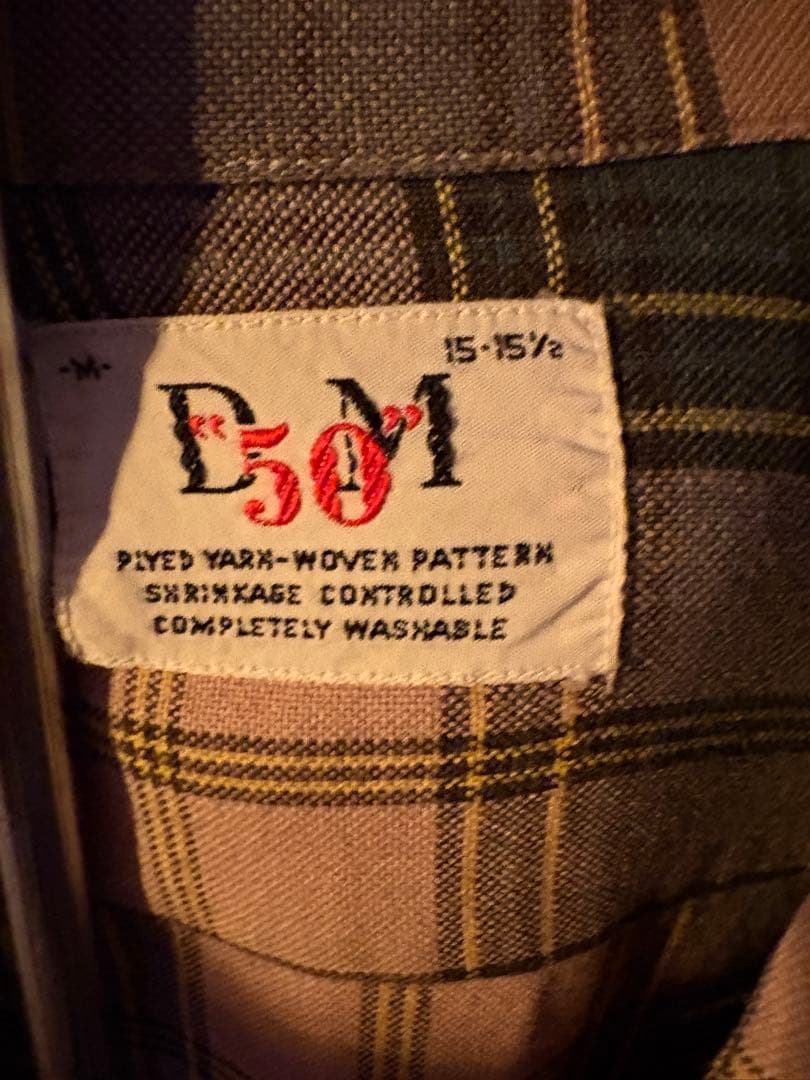 -M-
15-15½
D "50" M
PLYED YARN-WOVEN PATTERN
SHRINKAGE CONTROLLED
COMPLETELY WASHABLE